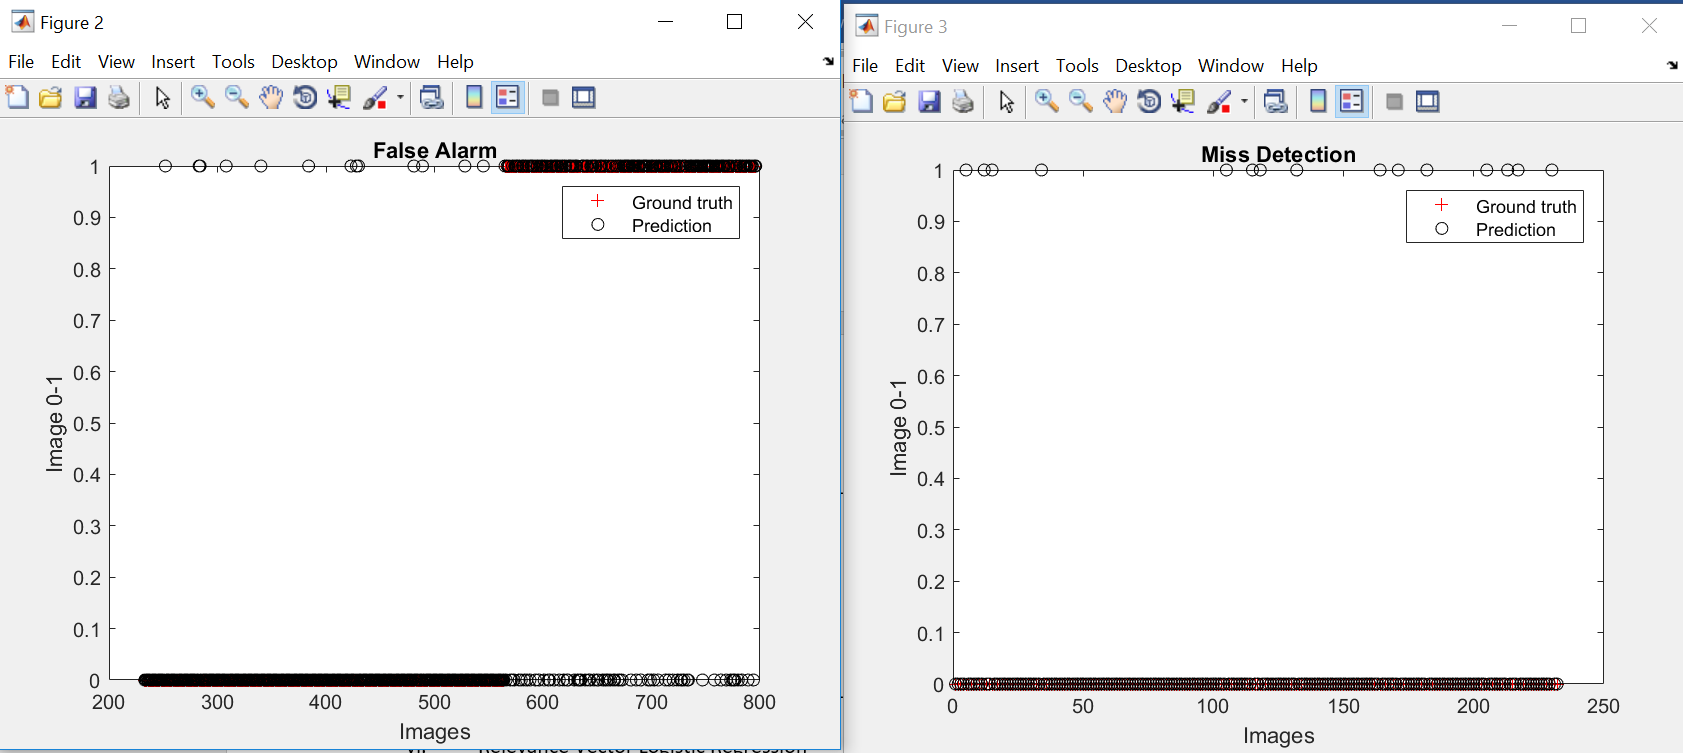 Figure 2
File Edit View Insert Tools Desktop Window Help
False Alarm
1
0.9
0.8
0.7
0.6
0.5
0.4
0.3
0.2
0.1
0
Image 0-1
Ground truth
Prediction
200 300 400 500 600 700 800
Images
Figure 3
File Edit View Insert Tools Desktop Window Help
Miss Detection
1
0.9
0.8
0.7
0.6
0.5
0.4
0.3
0.2
0.1
0
Image 0-1
Ground truth
Prediction
0 50 100 150 200 250
Images
Relevance Vector Logistic Regression